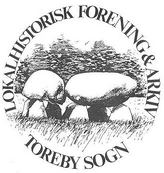 LOKALHISTORISK FORENING & ARKIV
TOREBY SOGN